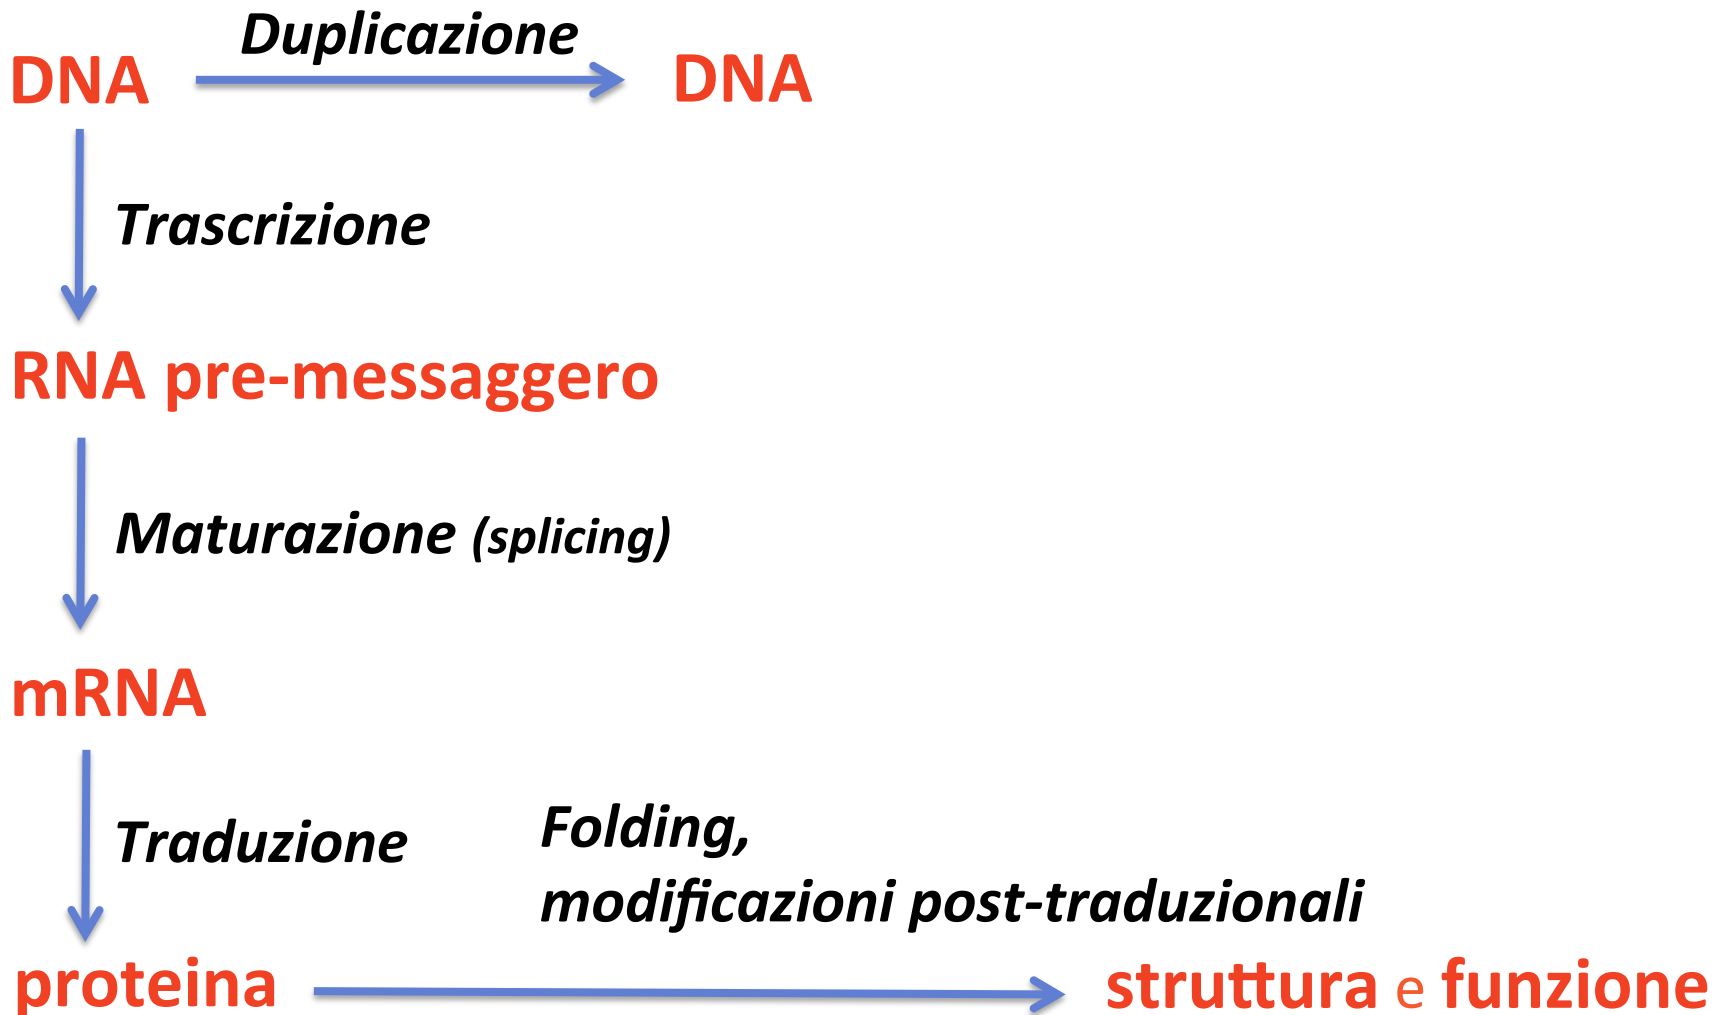 Duplicazione
DNA
DNA
Trascrizione
RNA pre-messaggero
Maturazione (splicing)
mRNA
Traduzione
Folding,
modificazioni post-traduzionali
proteina
struttura e funzione